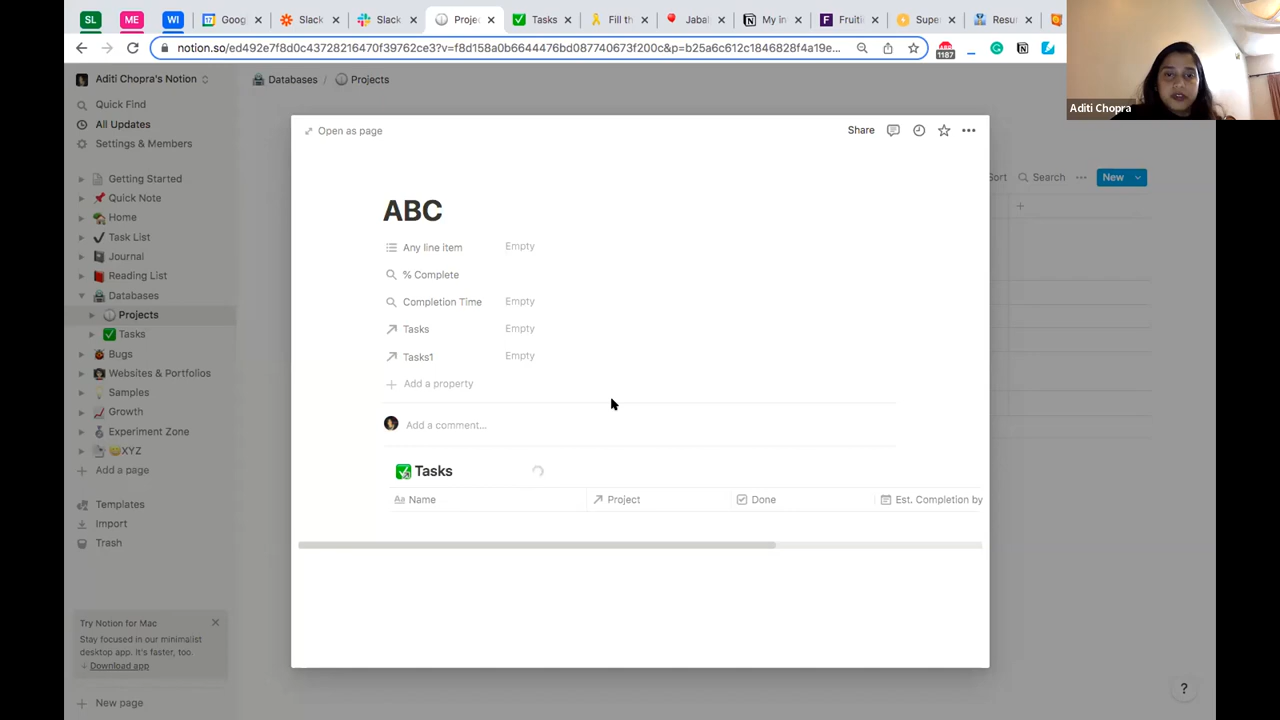 SL
ME
WI
Goog
Slack
Slack
Projec
Tasks
Fill th
Jabal
My in
Fruiti
Super
Resu
notion.so/ed492e7f8d0c43728216470f39762ce3?v=f8d158a0b6644476bd087740673f200c&p=b25a6c612c1846828f4a19e...
1187
Aditi Chopra
Aditi Chopra's Notion
Databases / Projects
Quick Find
All Updates
Settings & Members
Getting Started
Quick Note
Home
Task List
Journal
Reading List
Databases
Projects
Tasks
Bugs
Websites & Portfolios
Samples
Growth
Experiment Zone
XYZ
Add a page
Templates
Import
Trash
Try Notion for Mac
Stay focused in our minimalist
desktop app. It's faster, too.
Download app
New page
Sort
Search
New
Open as page
Share
ABC
Any line item Empty
% Complete
Completion Time Empty
Tasks Empty
Tasks1 Empty
Add a property
Add a comment...
Tasks
Aa Name
Project
Done
Est. Completion by
?